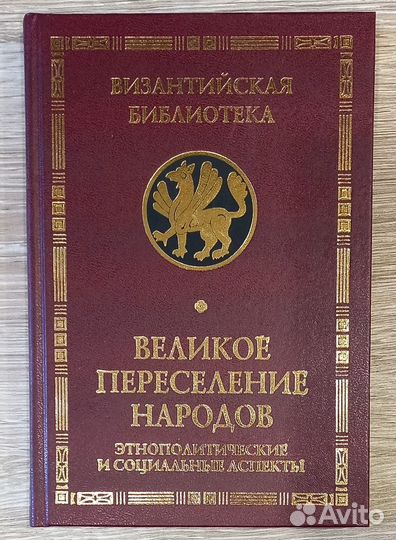 ВИЗАНТИЙСКАЯ
БИБЛИОТЕКА
ВЕЛИКОЕ
ПЕРЕСЕЛЕНИЕ
НАРОДОВ
ЭТНОПОЛИТИЧЕСКИЕ
И СОЦИАЛЬНЫЕ АСПЕКТЫ
Avito